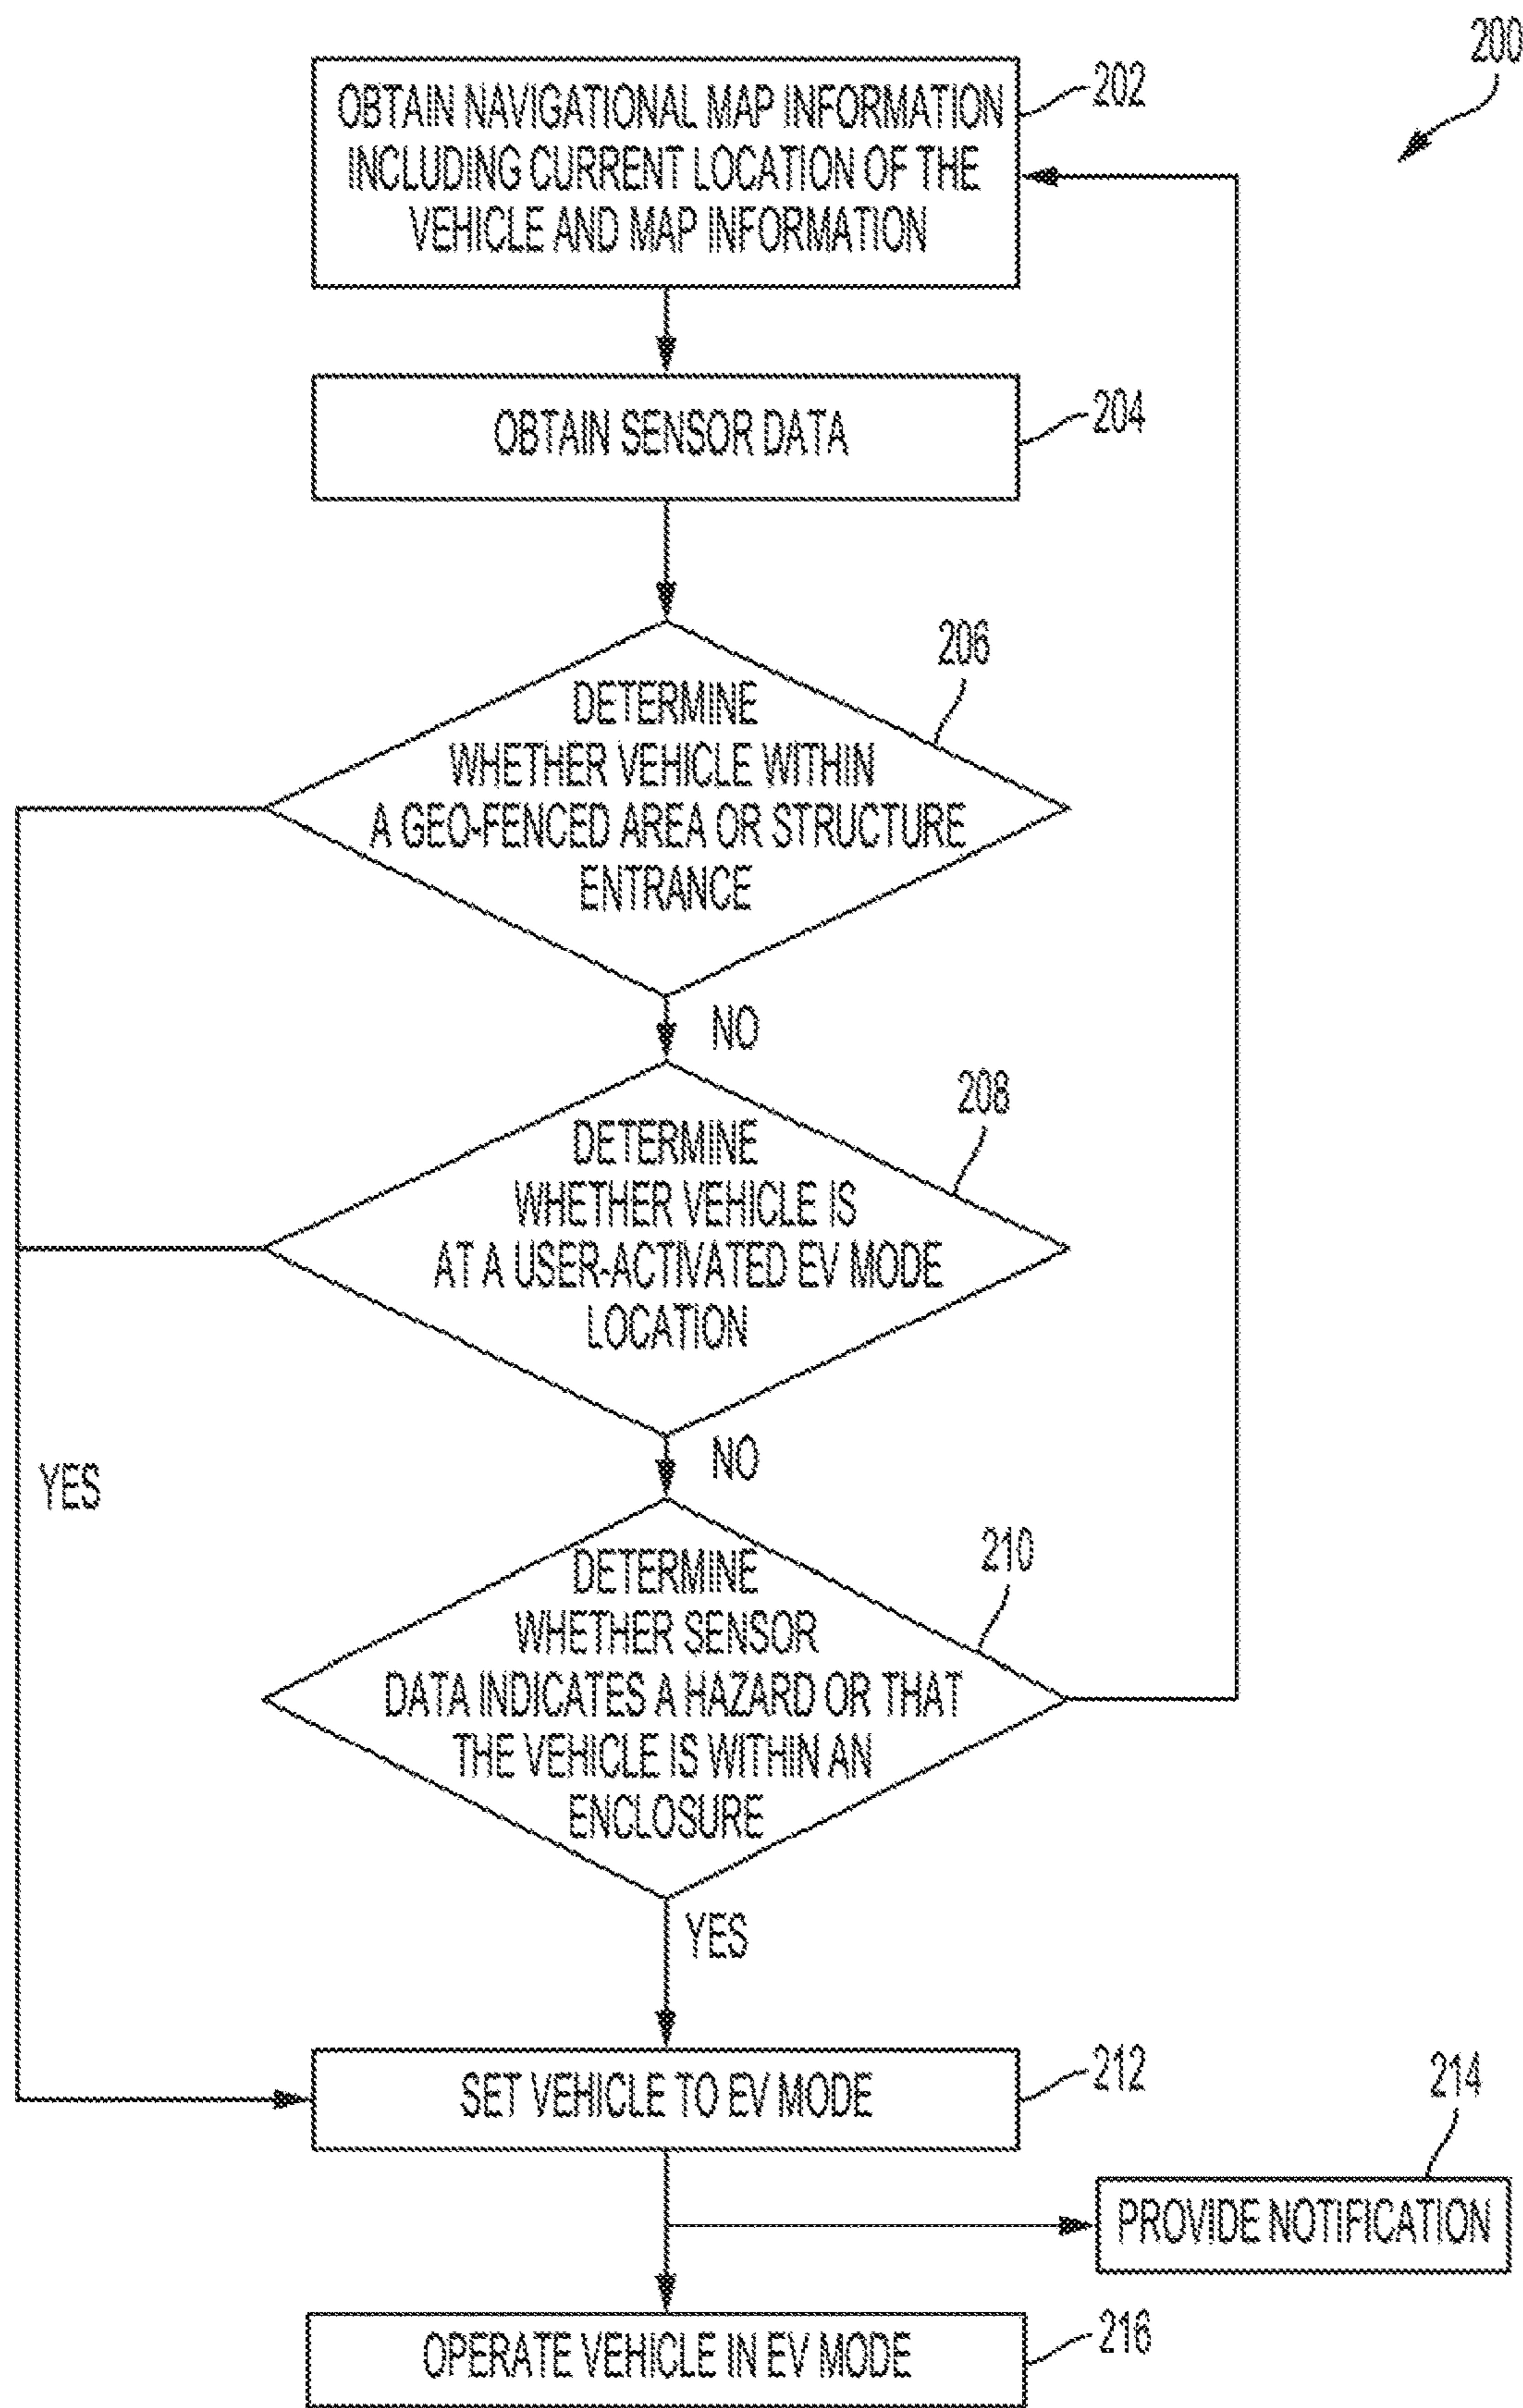 200
OBTAIN NAVIGATIONAL MAP INFORMATION
INCLUDING CURRENT LOCATION OF THE
VEHICLE AND MAP INFORMATION
202
OBTAIN SENSOR DATA
204
206
DETERMINE
WHETHER VEHICLE WITHIN
A GEO-FENCED AREA OR STRUCTURE
ENTRANCE
NO
208
DETERMINE
WHETHER VEHICLE IS
AT A USER-ACTIVATED EV MODE
LOCATION
NO
YES
210
DETERMINE
WHETHER SENSOR
DATA INDICATES A HAZARD OR THAT
THE VEHICLE IS WITHIN AN
ENCLOSURE
YES
SET VEHICLE TO EV MODE
212
214
PROVIDE NOTIFICATION
OPERATE VEHICLE IN EV MODE
216